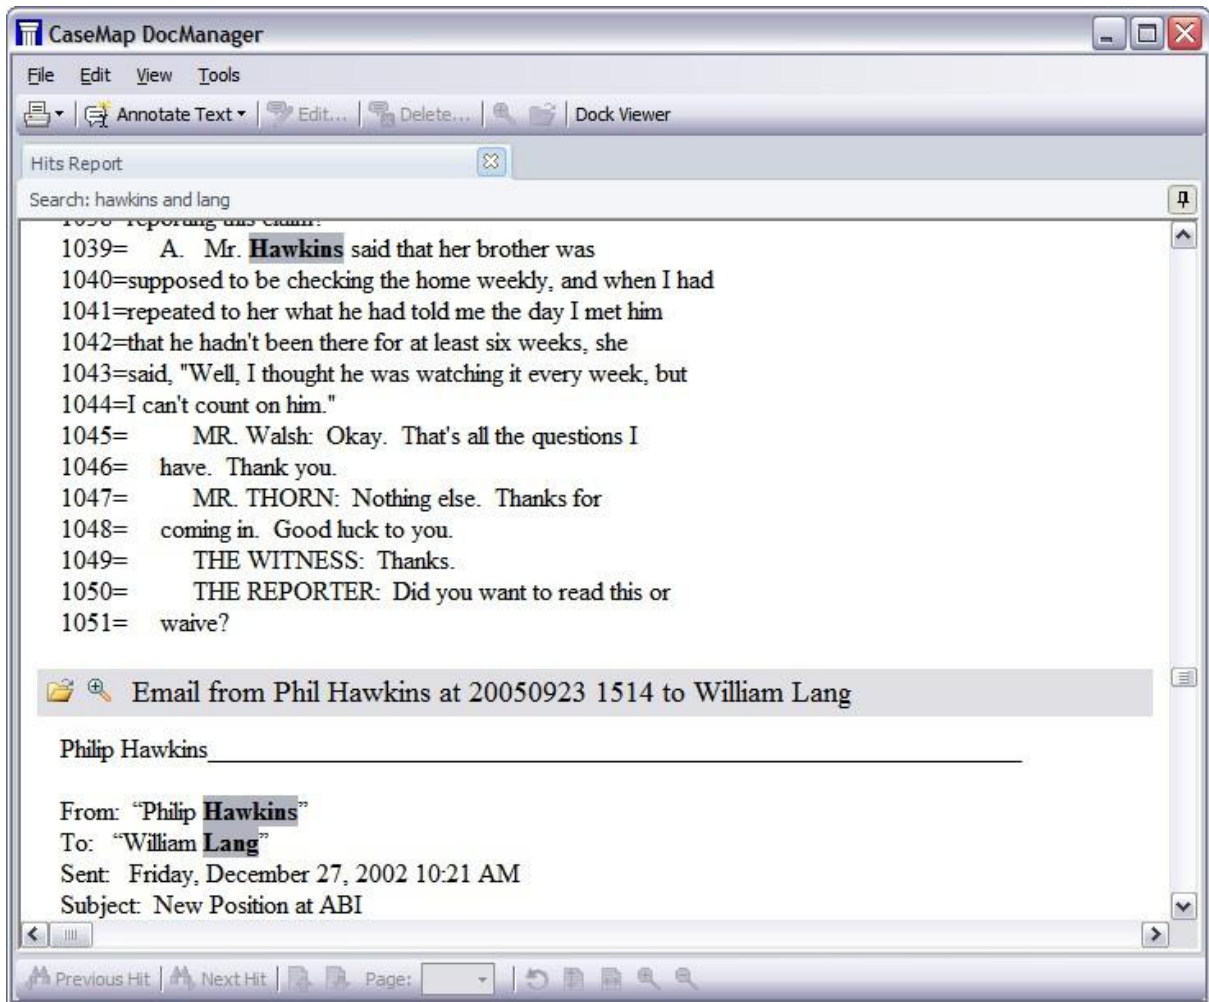 CaseMap DocManager
File Edit View Tools
Annotate Text Edit... Delete... Dock Viewer
Hits Report
Search: hawkins and lang
1038=reporting this claim?
1039= A. Mr. Hawkins said that her brother was
1040=supposed to be checking the home weekly, and when I had
1041=repeated to her what he had told me the day I met him
1042=that he hadn't been there for at least six weeks, she
1043=said, "Well, I thought he was watching it every week, but
1044=I can't count on him."
1045= MR. Walsh: Okay. That's all the questions I
1046= have. Thank you.
1047= MR. THORN: Nothing else. Thanks for
1048= coming in. Good luck to you.
1049= THE WITNESS: Thanks.
1050= THE REPORTER: Did you want to read this or
1051= waive?
Email from Phil Hawkins at 20050923 1514 to William Lang
Philip Hawkins
From: “Philip Hawkins”
To: “William Lang”
Sent: Friday, December 27, 2002 10:21 AM
Subject: New Position at ABI
Previous Hit Next Hit Page: